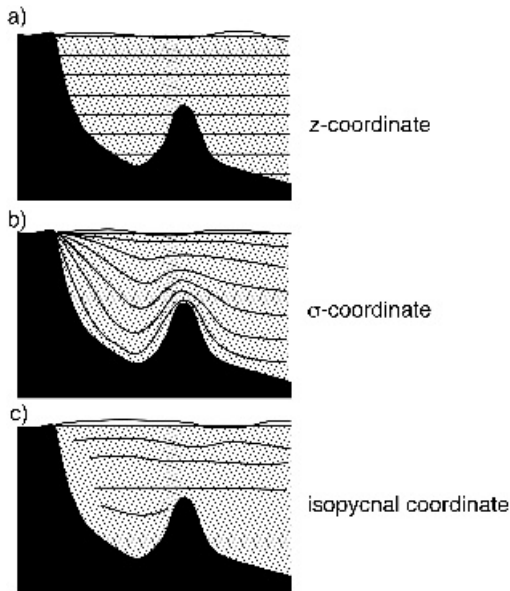 a)
z-coordinate
b)
σ-coordinate
c)
isopycnal coordinate